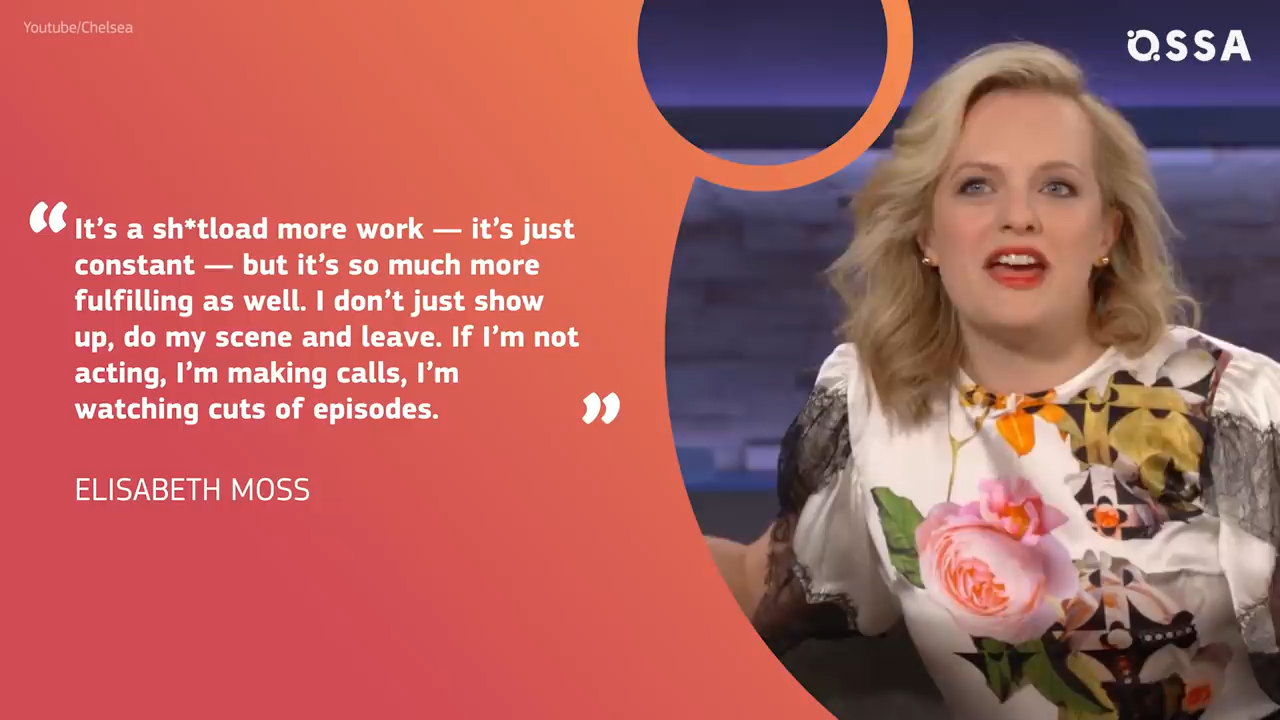 Youtube/Chelsea
OSSA
“It’s a sh*tload more work — it’s just
constant — but it’s so much more
fulfilling as well. I don’t just show
up, do my scene and leave. If I’m not
acting, I’m making calls, I’m
watching cuts of episodes.”
ELISABETH MOSS